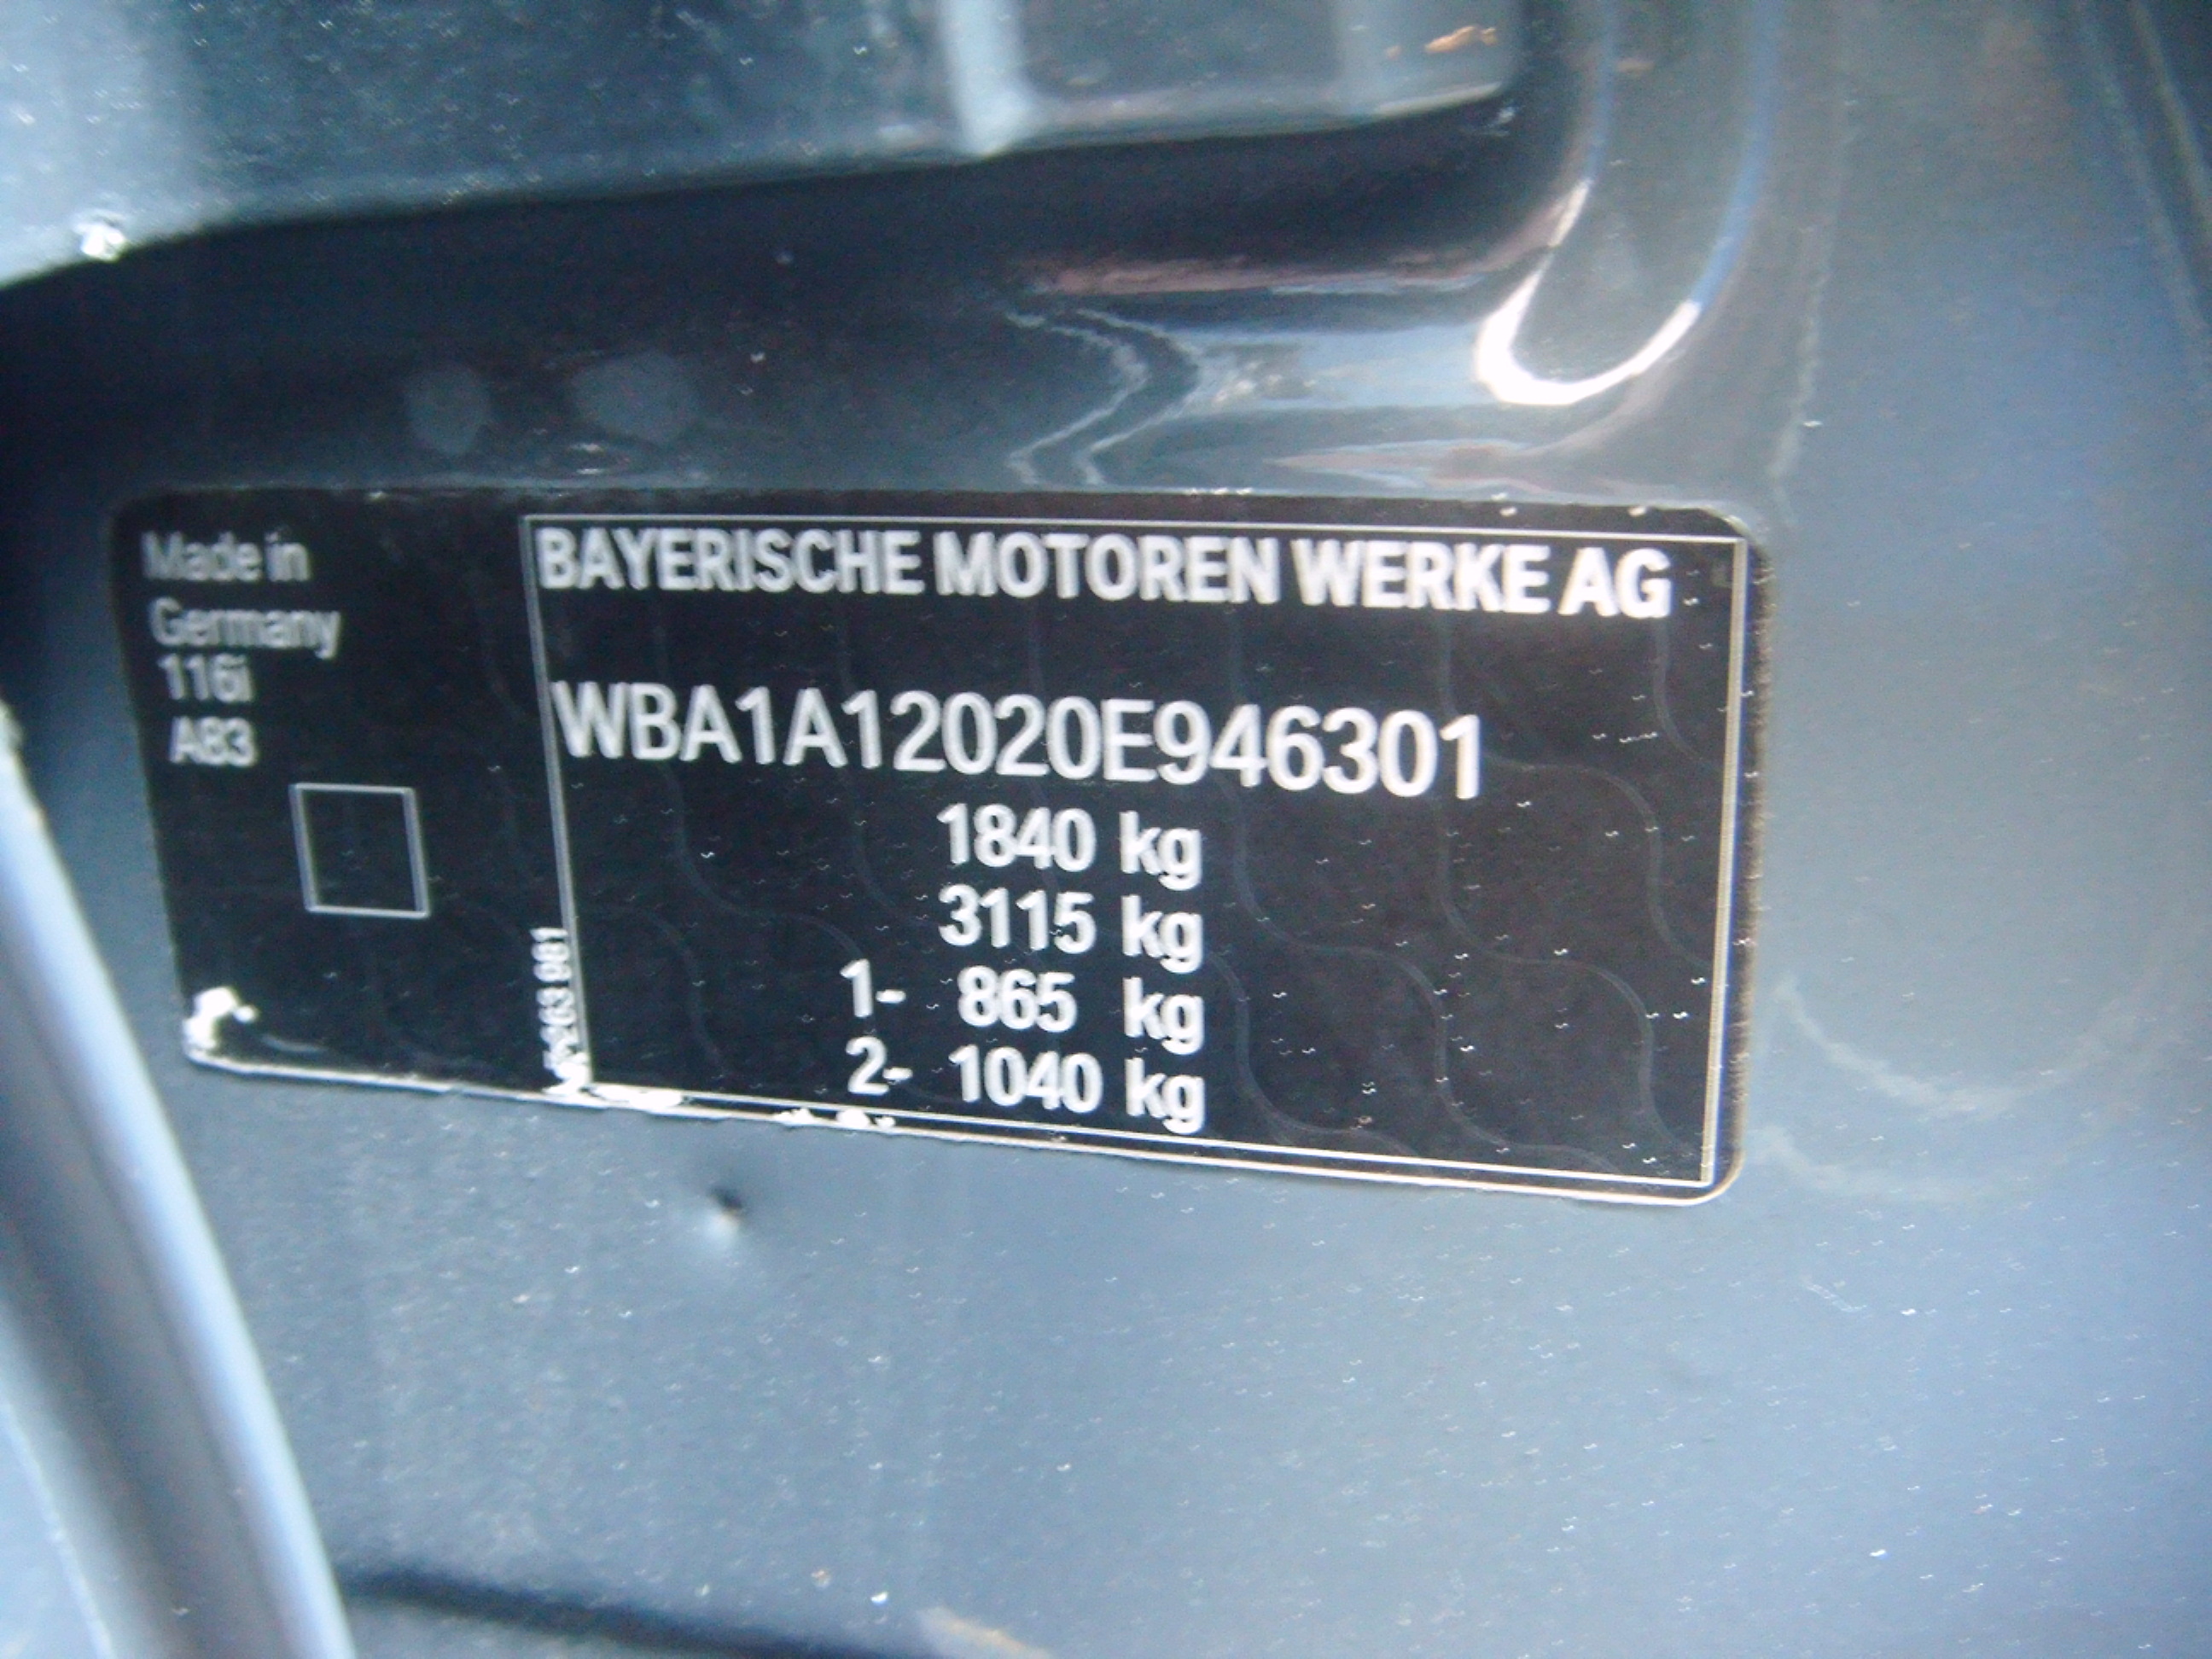 Made in
Germany
116i
A83
BAYERISCHE MOTOREN WERKE AG
WBA1A12020E946301
1840 kg
3115 kg
1- 865 kg
2- 1040 kg